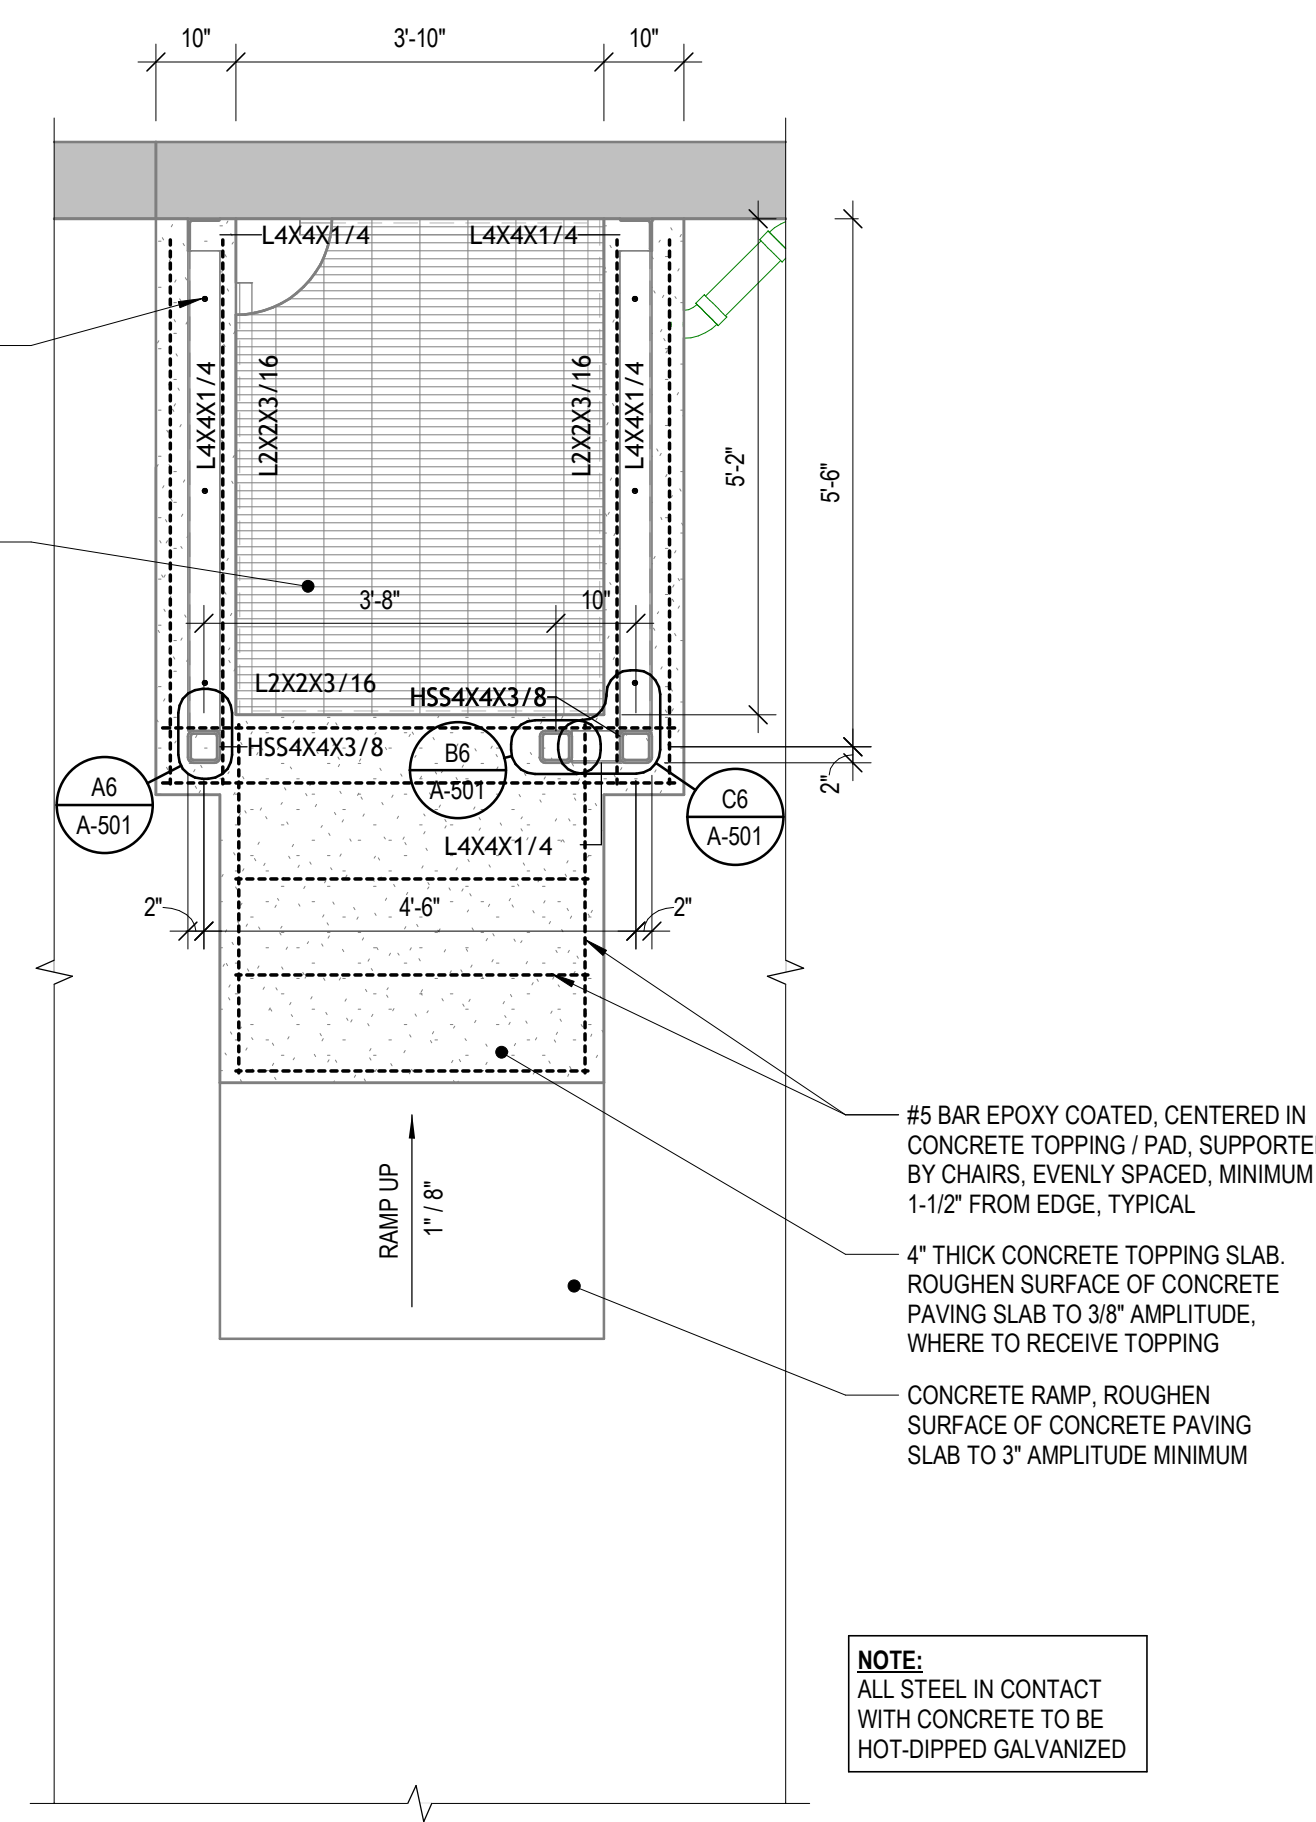 10"
3'-10"
10"
L4X4X1/4
L4X4X1/4
L4X4X1/4
L2X2X3/16
L2X2X3/16
L4X4X1/4
5'-2"
5'-6"
3'-8"
10"
L2X2X3/16
HSS4X4X3/8
HSS4X4X3/8
B6
A-501
A6
A-501
C6
A-501
2"
L4X4X1/4
2"
4'-6"
2"
RAMP UP
1" / 8"
#5 BAR EPOXY COATED, CENTERED IN
CONCRETE TOPPING / PAD, SUPPORTE
BY CHAIRS, EVENLY SPACED, MINIMUM
1-1/2" FROM EDGE, TYPICAL
4" THICK CONCRETE TOPPING SLAB.
ROUGHEN SURFACE OF CONCRETE
PAVING SLAB TO 3/8" AMPLITUDE,
WHERE TO RECEIVE TOPPING
CONCRETE RAMP, ROUGHEN
SURFACE OF CONCRETE PAVING
SLAB TO 3" AMPLITUDE MINIMUM
NOTE:
ALL STEEL IN CONTACT
WITH CONCRETE TO BE
HOT-DIPPED GALVANIZED